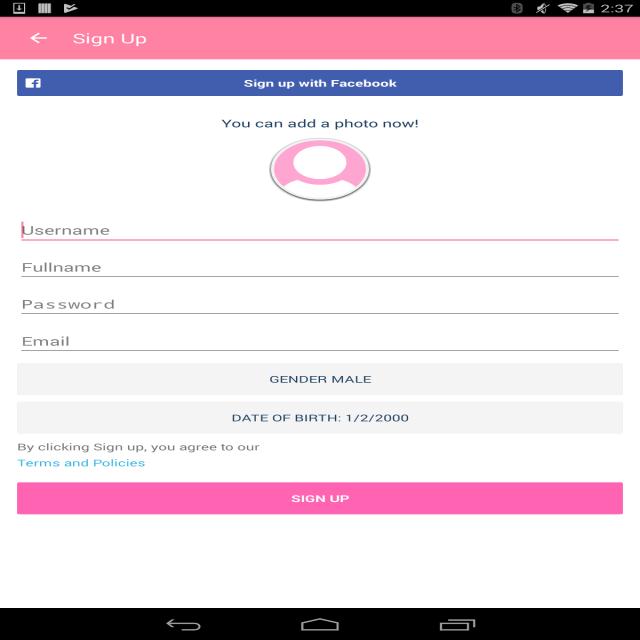 2:37
Sign Up
Sign up with Facebook
You can add a photo now!
Username
Fullname
Password
Email
GENDER MALE
DATE OF BIRTH: 1/2/2000
By clicking Sign up, you agree to our
Terms and Policies
SIGN UP